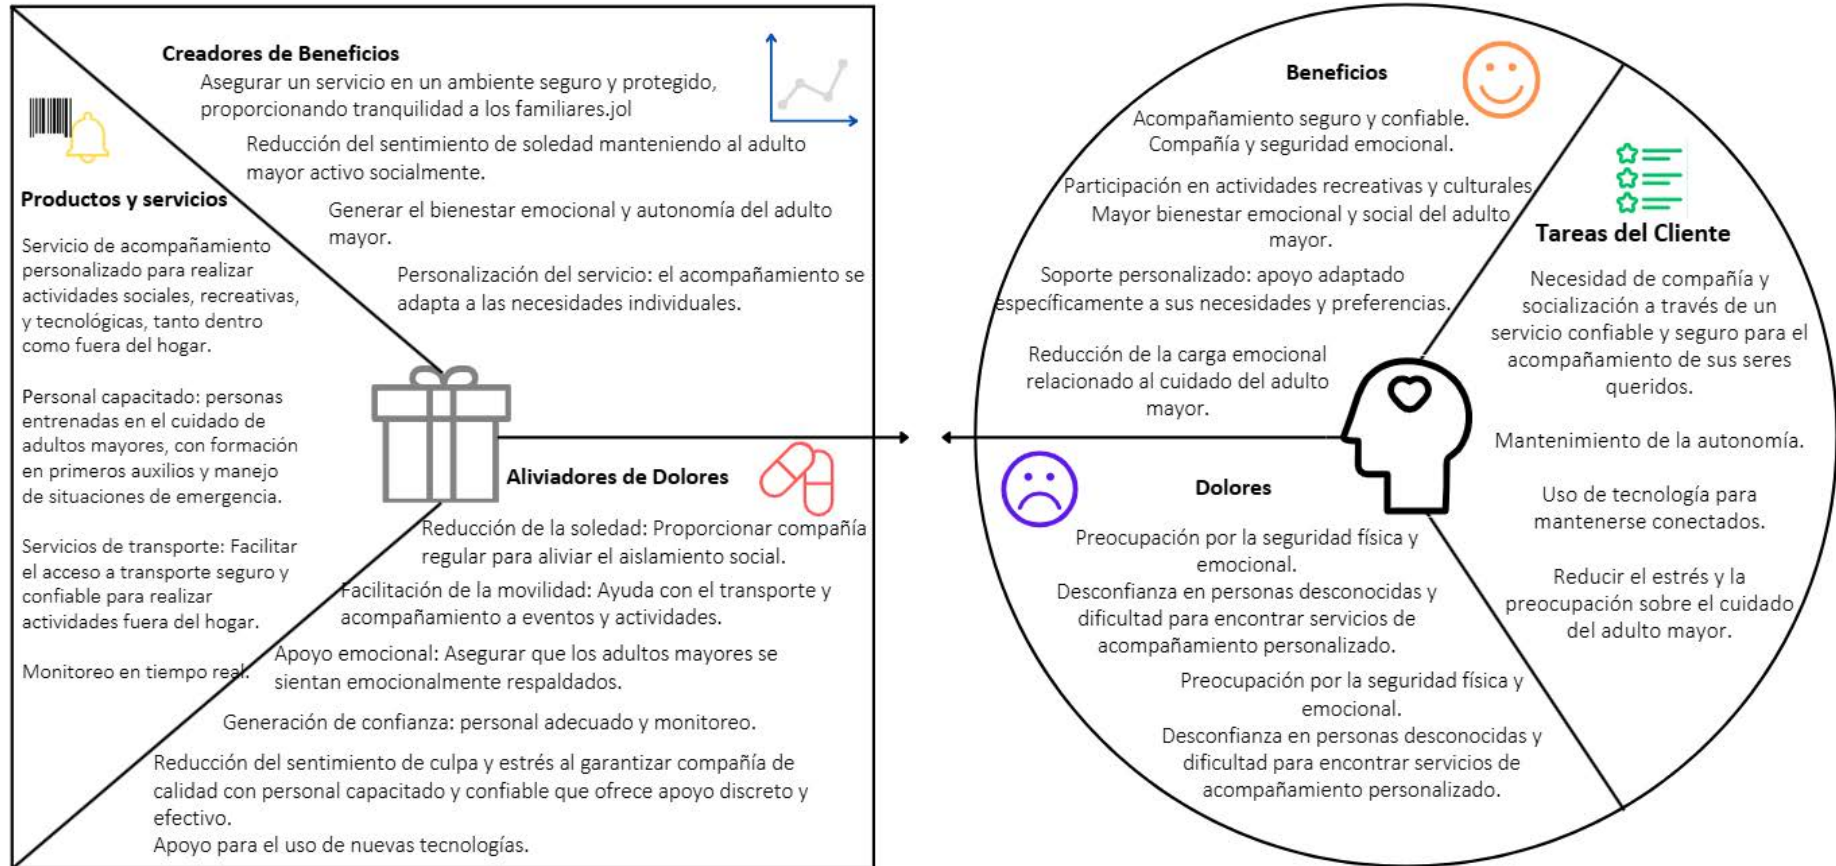 Creadores de Beneficios
Asegurar un servicio en un ambiente seguro y protegido,
proporcionando tranquilidad a los familiares.jol
Reducción del sentimiento de soledad manteniendo al adulto
mayor activo socialmente.
Generar el bienestar emocional y autonomía del adulto
mayor.
Personalización del servicio: el acompañamiento se
adapta a las necesidades individuales.
Productos y servicios
Servicio de acompañamiento
personalizado para realizar
actividades sociales, recreativas,
y tecnológicas, tanto dentro
como fuera del hogar.
Personal capacitado: personas
entrenadas en el cuidado de
adultos mayores, con formación
en primeros auxilios y manejo
de situaciones de emergencia.
Servicios de transporte: Facilitar
el acceso a transporte seguro y
confiable para realizar
actividades fuera del hogar.
Monitoreo en tiempo real.
Aliviadores de Dolores
Reducción de la soledad: Proporcionar compañía
regular para aliviar el aislamiento social.
Facilitación de la movilidad: Ayuda con el transporte y
acompañamiento a eventos y actividades.
Apoyo emocional: Asegurar que los adultos mayores se
sientan emocionalmente respaldados.
Generación de confianza: personal adecuado y monitoreo.
Reducción del sentimiento de culpa y estrés al garantizar compañía de
calidad con personal capacitado y confiable que ofrece apoyo discreto y
efectivo.
Apoyo para el uso de nuevas tecnologías.
Beneficios
Acompañamiento seguro y confiable.
Compañía y seguridad emocional.
Participación en actividades recreativas y culturales
Mayor bienestar emocional y social del adulto
mayor.
Soporte personalizado: apoyo adaptado
específicamente a sus necesidades y preferencias.
Reducción de la carga emocional
relacionado al cuidado del adulto
mayor.
Tareas del Cliente
Necesidad de compañía y
socialización a través de un
servicio confiable y seguro para el
acompañamiento de sus seres
queridos.
Mantenimiento de la autonomía.
Uso de tecnología para
mantenerse conectados.
Reducir el estrés y la
preocupación sobre el cuidado
del adulto mayor.
Dolores
Preocupación por la seguridad física y
emocional.
Desconfianza en personas desconocidas y
dificultad para encontrar servicios de
acompañamiento personalizado.
Preocupación por la seguridad física y
emocional.
Desconfianza en personas desconocidas y
dificultad para encontrar servicios de
acompañamiento personalizado.